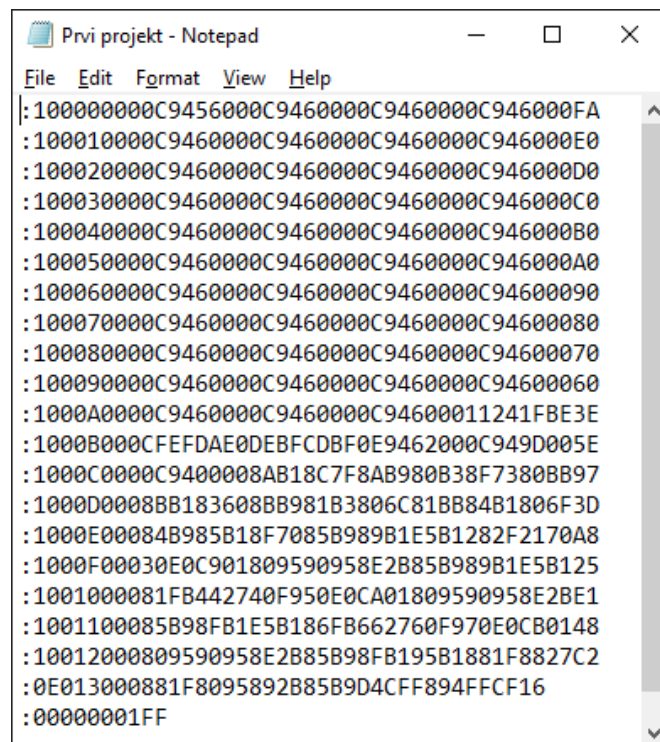 Prvi projekt - Notepad
File Edit Format View Help
:100000000C9456000C9460000C9460000C946000FA
:100010000C9460000C9460000C9460000C946000E0
:100020000C9460000C9460000C9460000C946000D0
:100030000C9460000C9460000C9460000C946000C0
:100040000C9460000C9460000C9460000C946000B0
:100050000C9460000C9460000C9460000C946000A0
:100060000C9460000C9460000C9460000C94600090
:100070000C9460000C9460000C9460000C94600080
:100080000C9460000C9460000C9460000C94600070
:100090000C9460000C9460000C9460000C94600060
:1000A0000C9460000C9460000C94600011241FBE3E
:1000B000CFEFDAE0DEBFCDBF0E9462000C949D005E
:1000C0000C9400008AB18C7F8AB980B38F7380BB97
:1000D0008BB183608BB981B3806C81BB84B1806F3D
:1000E00084B985B18F7085B989B1E5B1282F2170A8
:1000F00030E0C901809590958E2B85B989B1E5B125
:1001000081FB442740F950E0CA01809590958E2BE1
:1001100085B98FB1E5B186FB662760F970E0CB0148
:10012000809590958E2B85B98FB195B1881F8827C2
:0E013000881F8095892B85B9D4CFF894FFCF16
:00000001FF